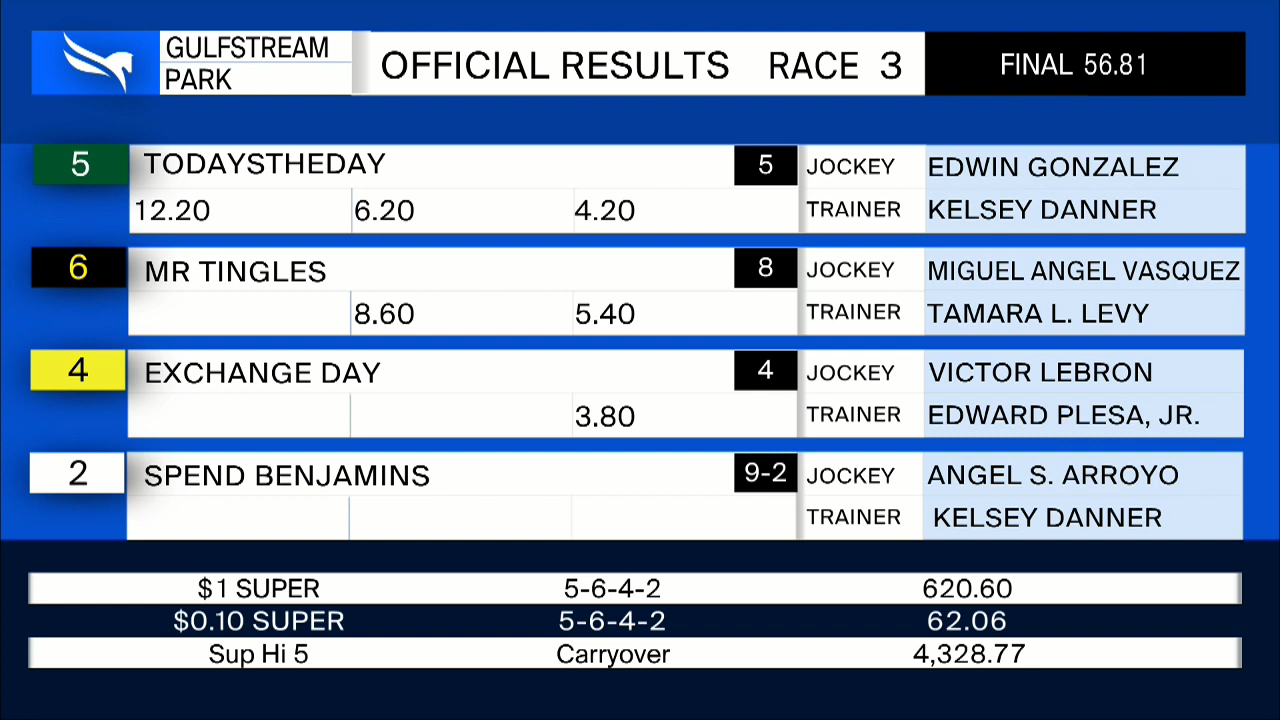 GULFSTREAM PARK OFFICIAL RESULTS RACE 3 FINAL 56.81
5 TODAYSTHEDAY 5 JOCKEY EDWIN GONZALEZ
12.20 6.20 4.20 TRAINER KELSEY DANNER
6 MR TINGLES 8 JOCKEY MIGUEL ANGEL VASQUEZ
8.60 5.40 TRAINER TAMARA L. LEVY
4 EXCHANGE DAY 4 JOCKEY VICTOR LEBRON
3.80 TRAINER EDWARD PLESA, JR.
2 SPEND BENJAMINS 9-2 JOCKEY ANGEL S. ARROYO
TRAINER KELSEY DANNER
$1 SUPER 5-6-4-2 620.60
$0.10 SUPER 5-6-4-2 62.06
Sup Hi 5 Carryover 4,328.77